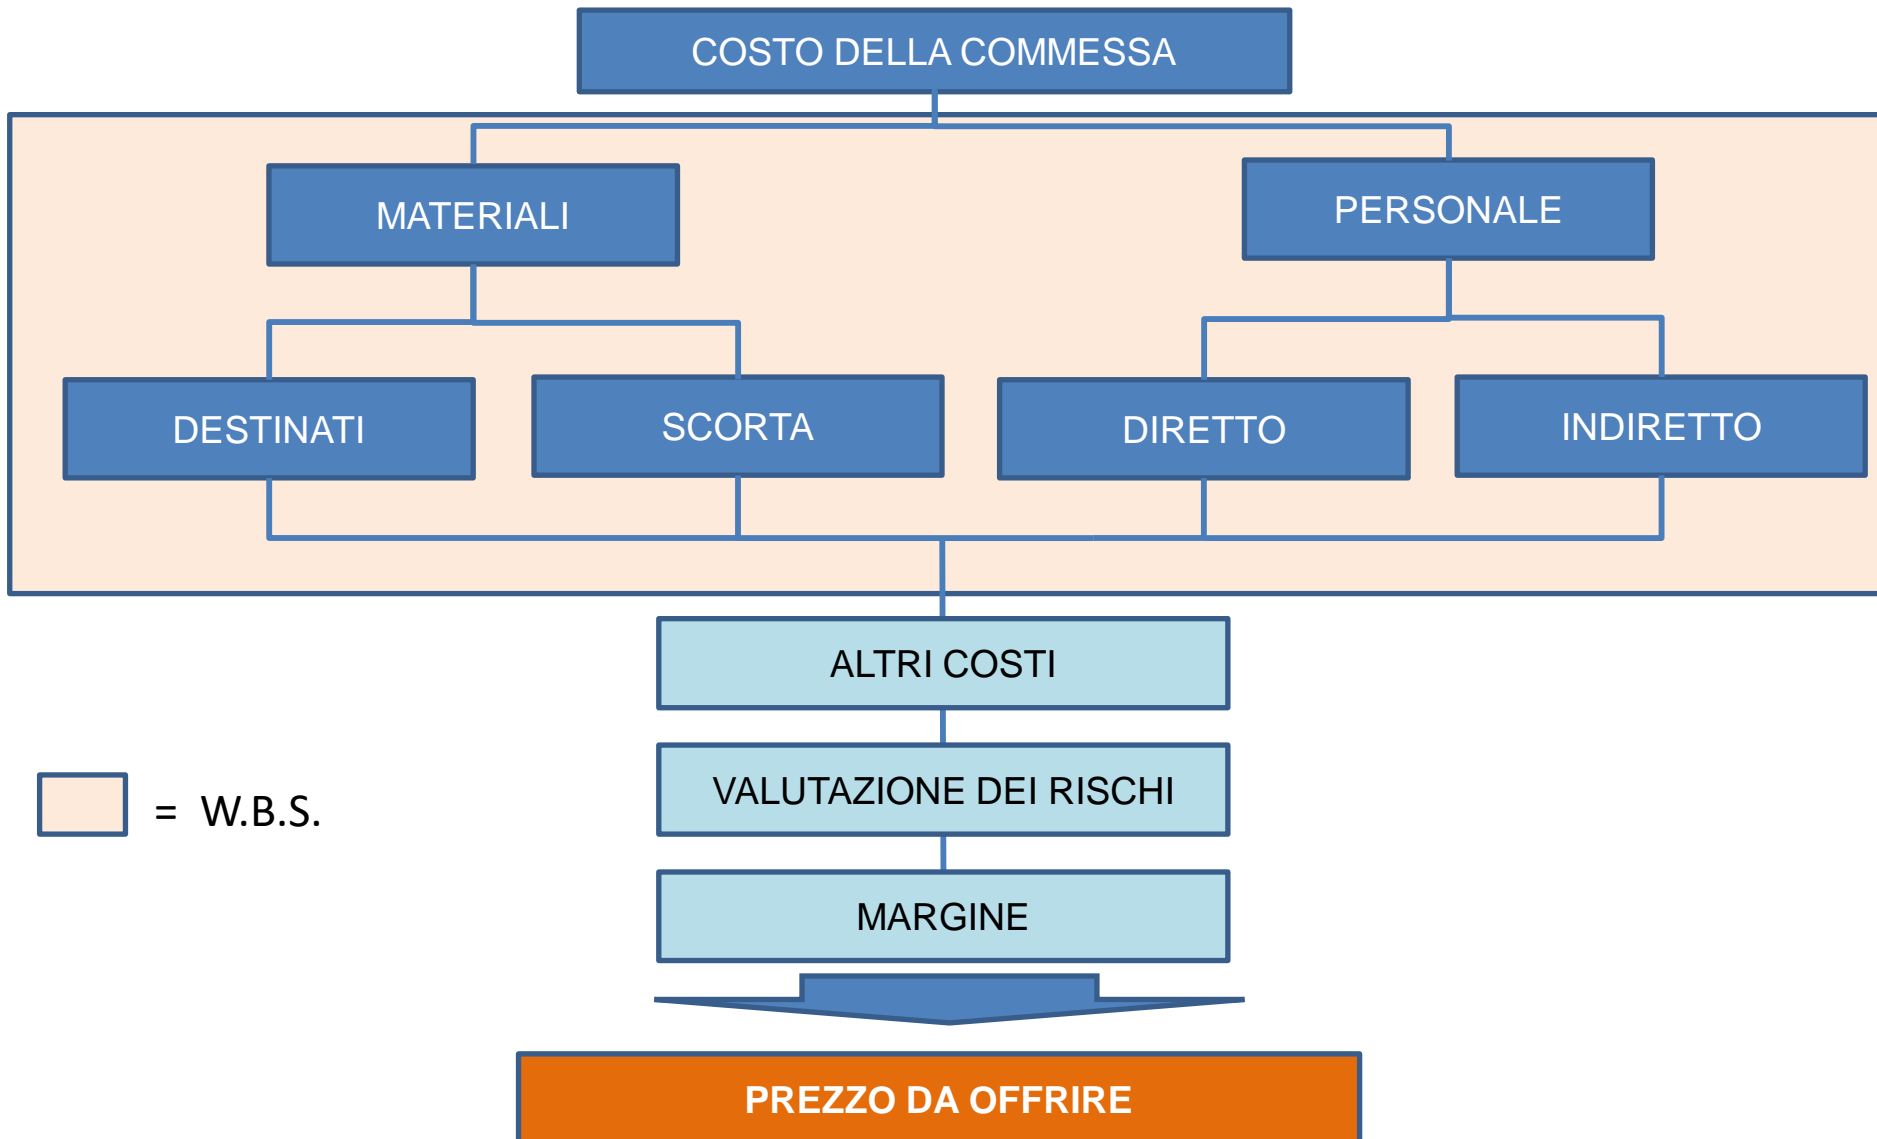 COSTO DELLA COMMESSA
MATERIALI
PERSONALE
DESTINATI
SCORTA
DIRETTO
INDIRETTO
ALTRI COSTI
VALUTAZIONE DEI RISCHI
= W.B.S.
MARGINE
PREZZO DA OFFRIRE